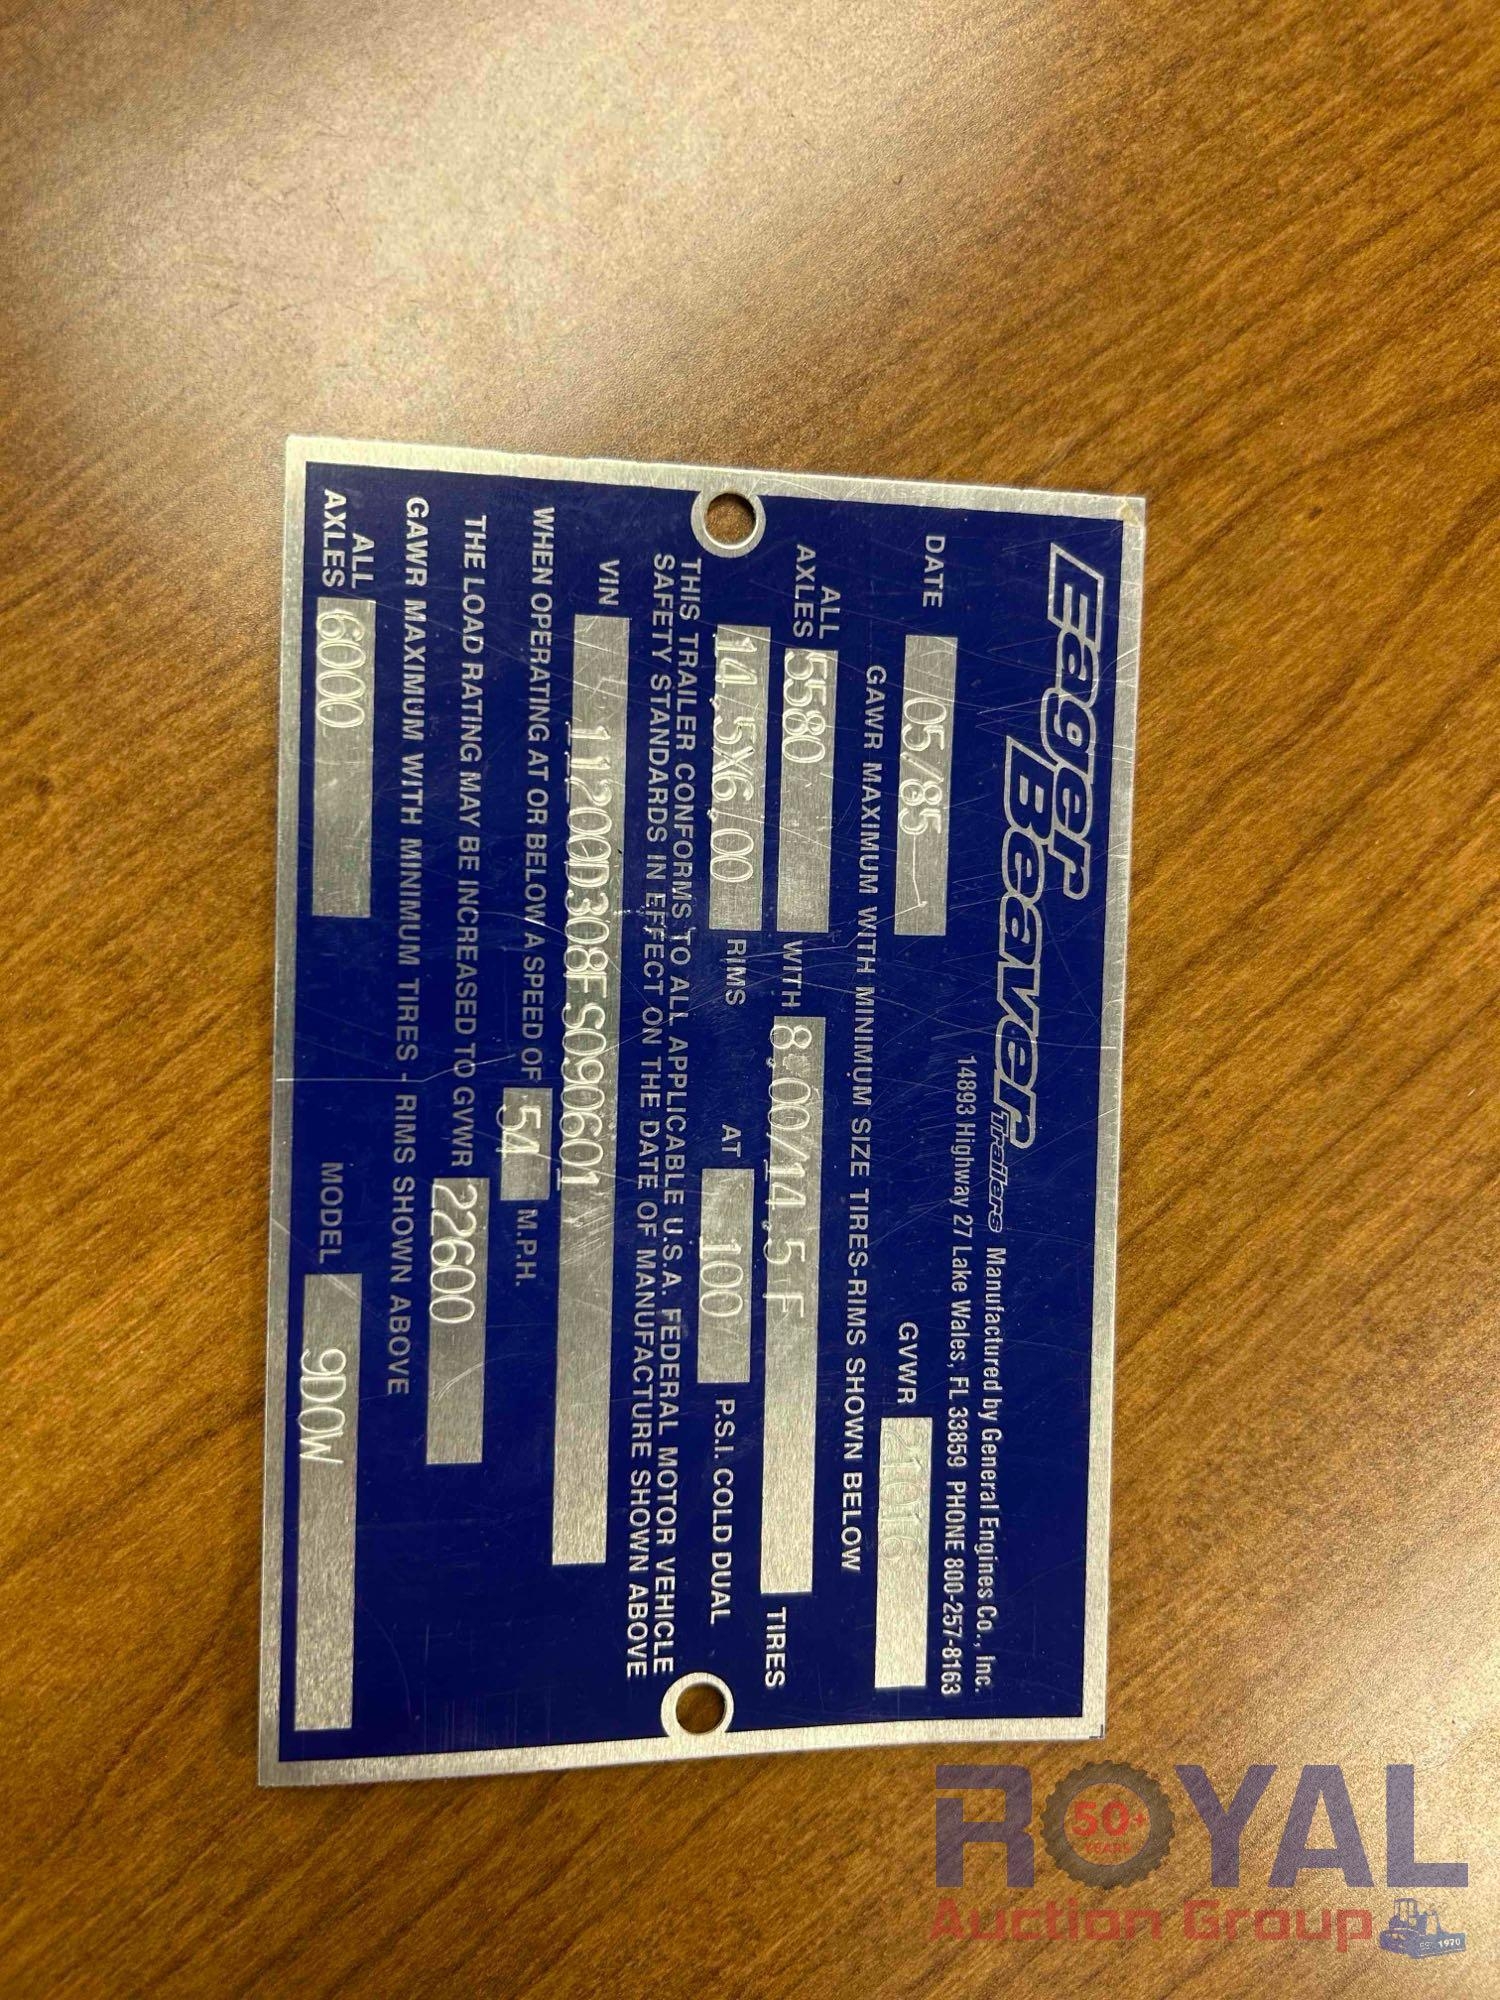 Eager Beaver Trailers
Manufactured by General Engines Co., Inc.
14893 Highway 27 Lake Wales, FL 33859 PHONE 800-257-8163
DATE 05/85 GVWR
GAWR MAXIMUM WITH MINIMUM SIZE TIRES-RIMS SHOWN BELOW
ALL AXLES 5580 WITH 8.00/14.5 F TIRES
14.5X6.00 RIMS AT 100 P.S.I. COLD DUAL
THIS TRAILER CONFORMS TO ALL APPLICABLE U.S.A. FEDERAL MOTOR VEHICLE
SAFETY STANDARDS IN EFFECT ON THE DATE OF MANUFACTURE SHOWN ABOVE
VIN 11200D308FS090601
WHEN OPERATING AT OR BELOW A SPEED OF 54 M.P.H.
THE LOAD RATING MAY BE INCREASED TO GVWR 22600
GAWR MAXIMUM WITH MINIMUM TIRES - RIMS SHOWN ABOVE
ALL AXLES 6000 MODEL 9DOW
ROYAL
50+ YEARS
Auction Group
EST. 1970